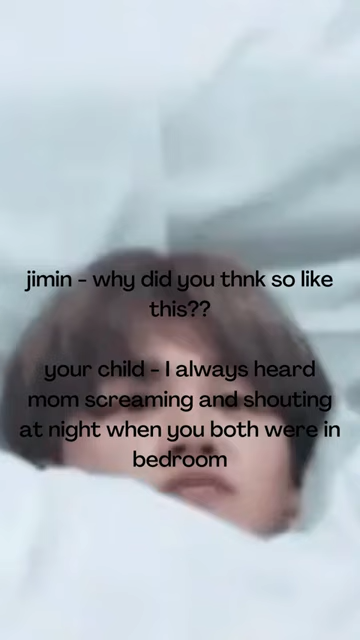 jimin - why did you thnk so like
this??
your child - I always heard
mom screaming and shouting
at night when you both were in
bedroom